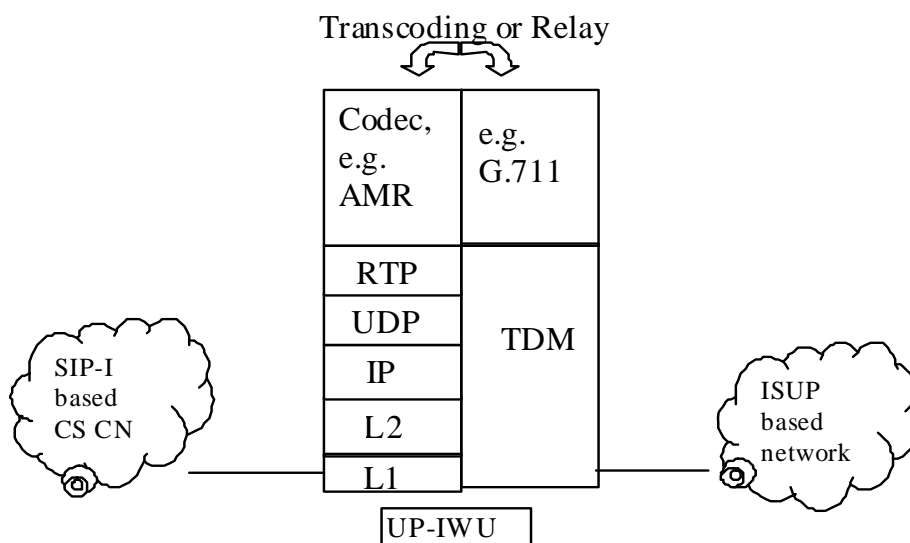 Transcoding or Relay
Codec,
e.g.
AMR
e.g.
G.711
RTP
UDP
IP
L2
L1
TDM
SIP-I
based
CS CN
ISUP
based
network
UP-IWU